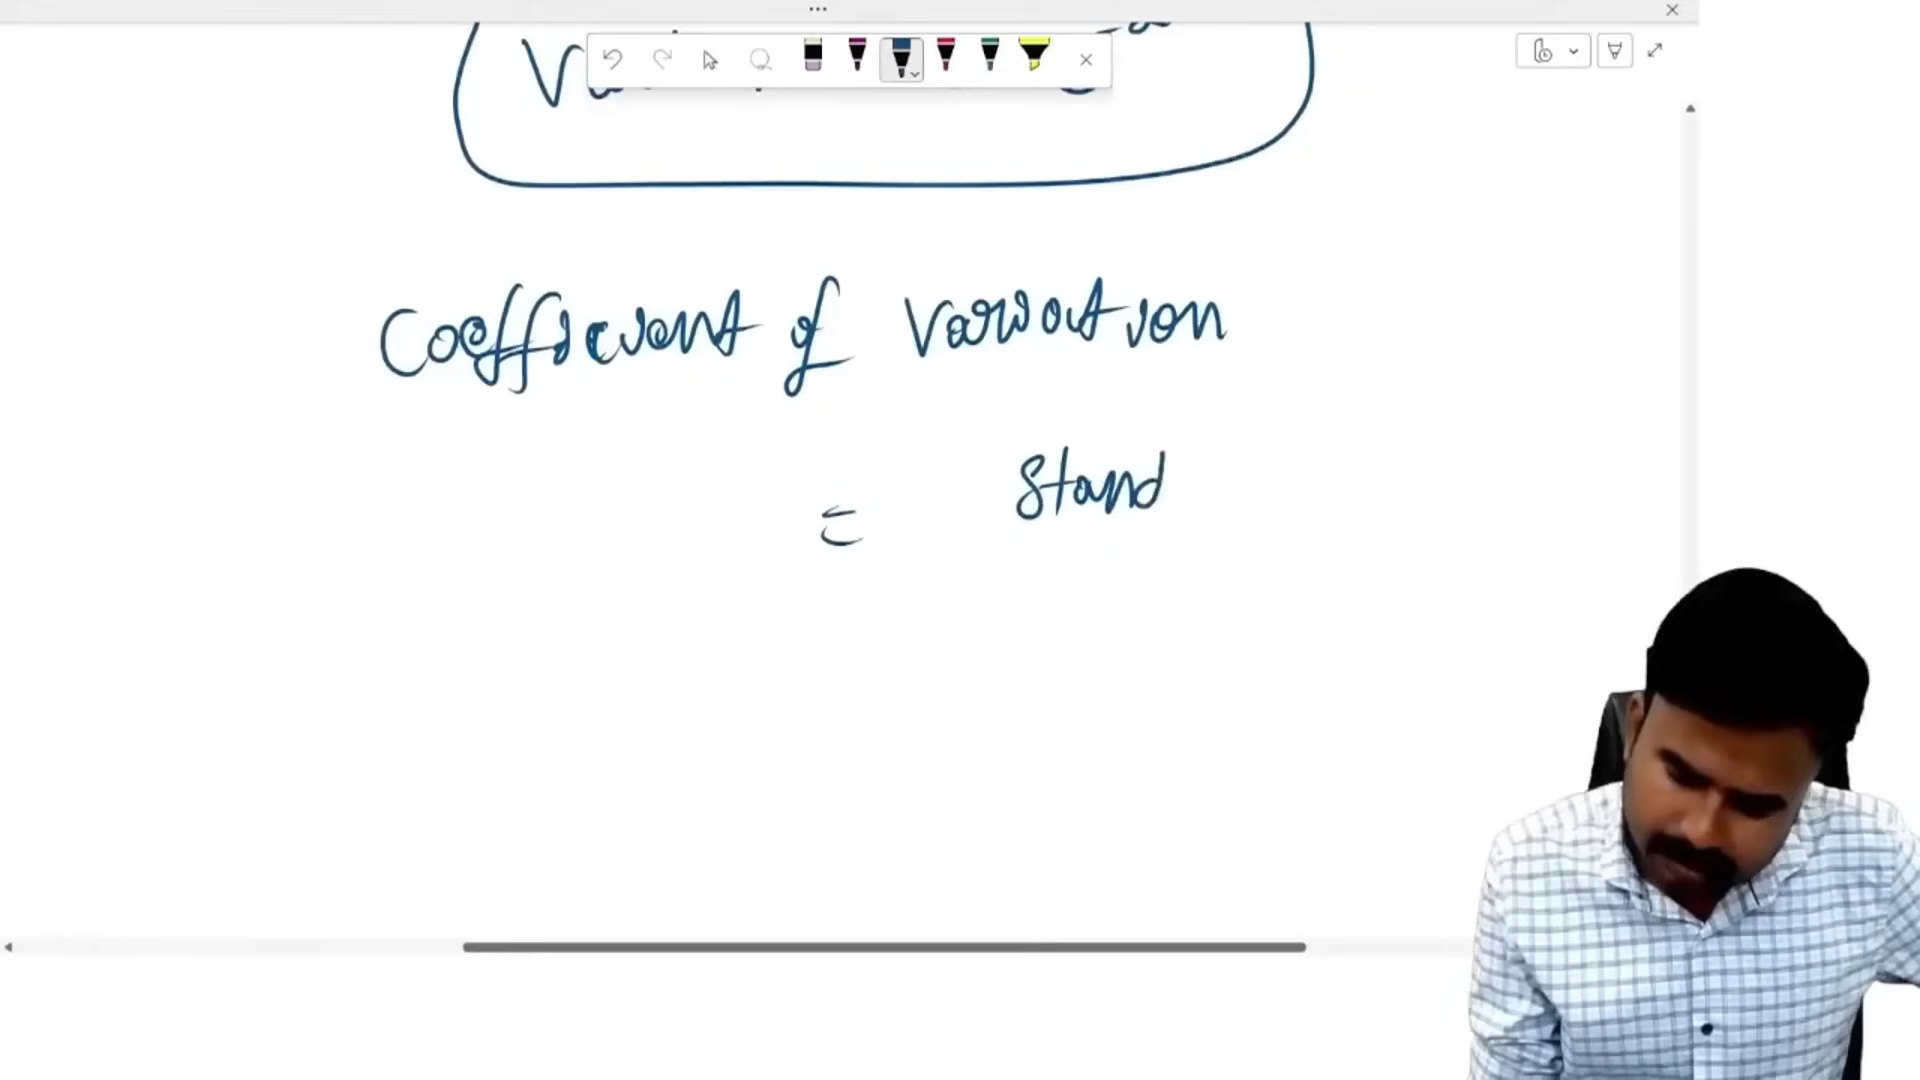 Coefficient of Variation
= Stand